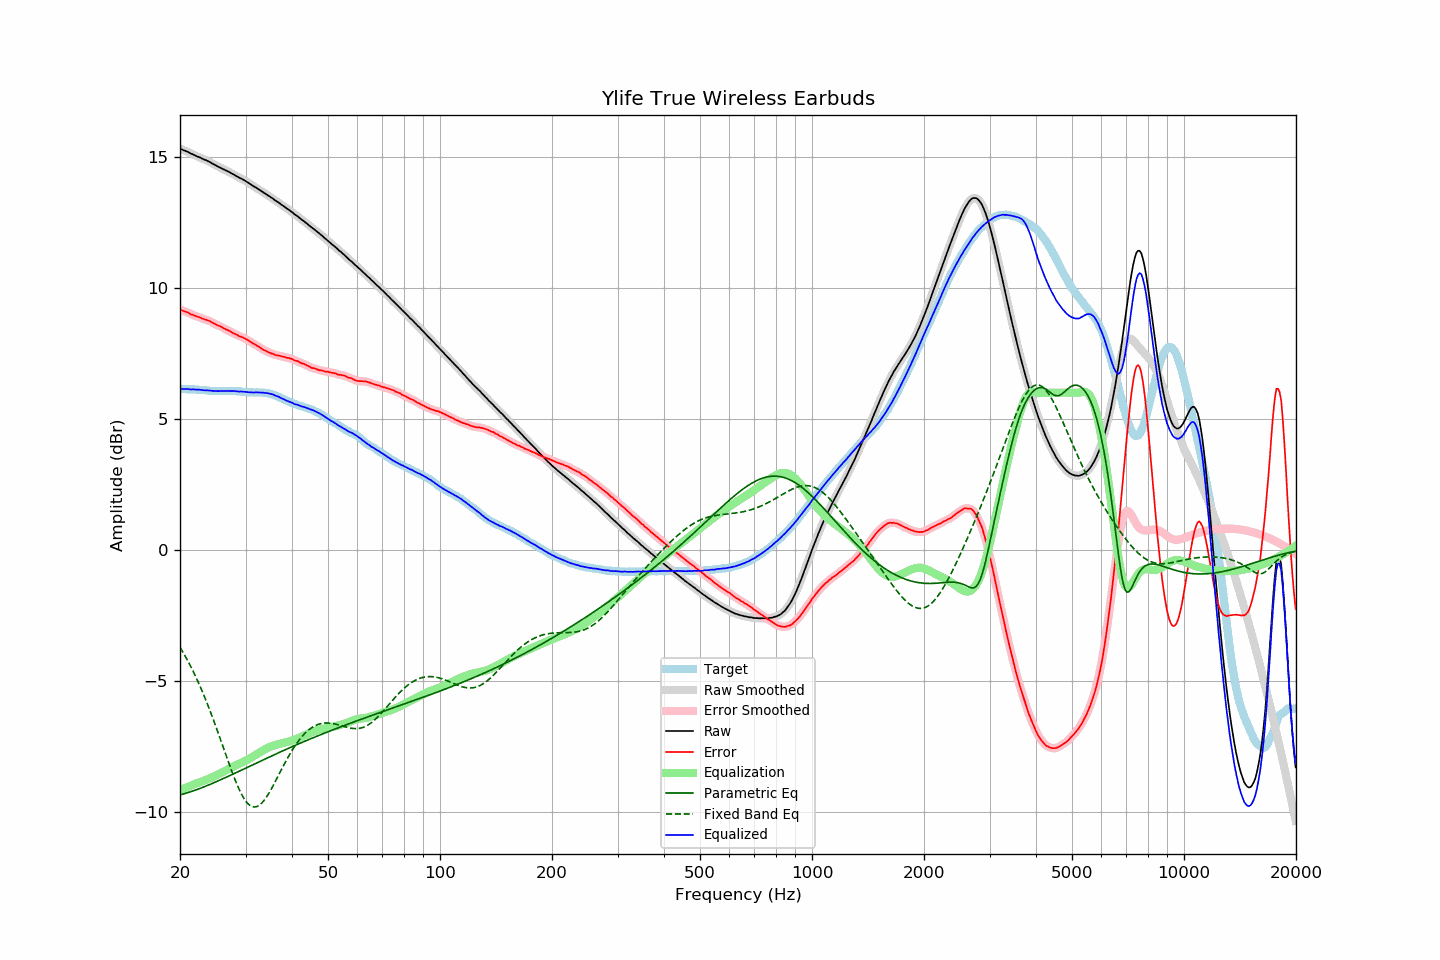 Ylife True Wireless Earbuds
Amplitude (dBr)
15
10
5
0
−5
−10
Target
Raw Smoothed
Error Smoothed
Raw
Error
Equalization
Parametric Eq
Fixed Band Eq
Equalized
20 50 100 200 500 1000 2000 5000 10000 20000
Frequency (Hz)